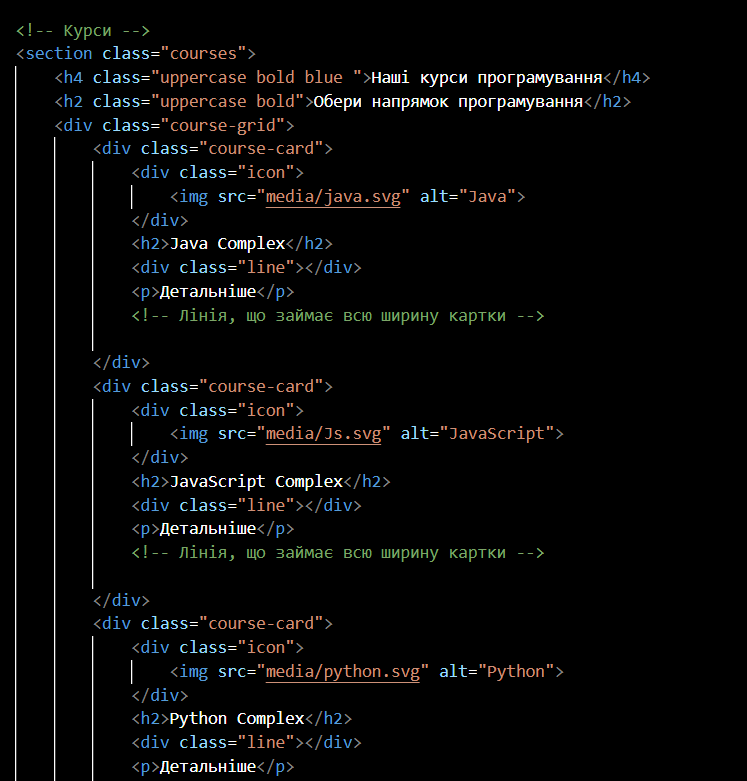 <!-- Курси -->
<section class="courses">
<h4 class="uppercase bold blue ">Наші курси програмування</h4>
<h2 class="uppercase bold">Обери напрямок програмування</h2>
<div class="course-grid">
<div class="course-card">
<div class="icon">
<img src="media/java.svg" alt="Java">
</div>
<h2>Java Complex</h2>
<div class="line"></div>
<p>Детальніше</p>
<!-- Лінія, що займає всю ширину картки -->
</div>
<div class="course-card">
<div class="icon">
<img src="media/Js.svg" alt="JavaScript">
</div>
<h2>JavaScript Complex</h2>
<div class="line"></div>
<p>Детальніше</p>
<!-- Лінія, що займає всю ширину картки -->
</div>
<div class="course-card">
<div class="icon">
<img src="media/python.svg" alt="Python">
</div>
<h2>Python Complex</h2>
<div class="line"></div>
<p>Детальніше</p>